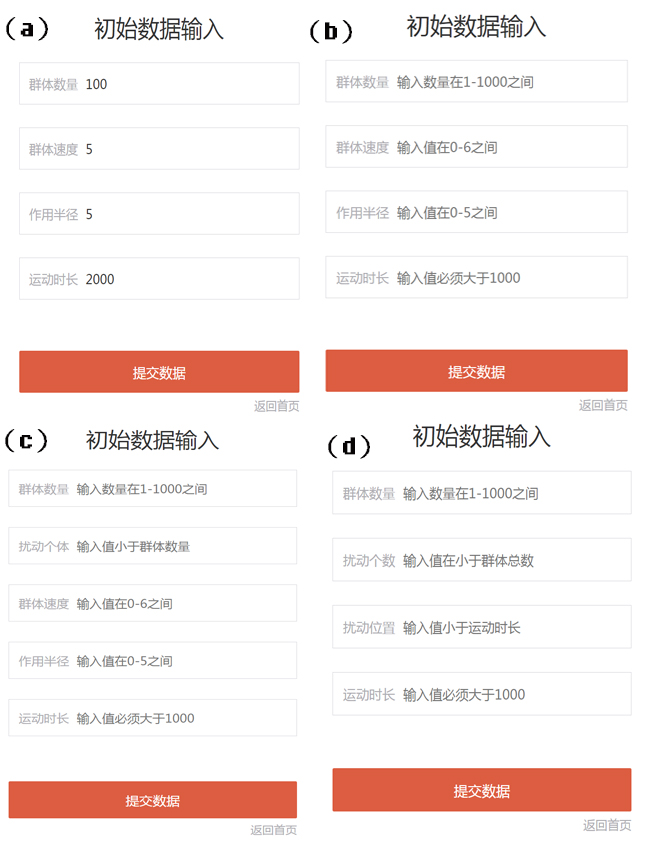 (a) 初始数据输入
群体数量 100
群体速度 5
作用半径 5
运动时长 2000
提交数据
返回首页
(b) 初始数据输入
群体数量 输入数量在1-1000之间
群体速度 输入值在0-6之间
作用半径 输入值在0-5之间
运动时长 输入值必须大于1000
提交数据
返回首页
(c) 初始数据输入
群体数量 输入数量在1-1000之间
扰动个体 输入值小于群体数量
群体速度 输入值在0-6之间
作用半径 输入值在0-5之间
运动时长 输入值必须大于1000
提交数据
返回首页
(d) 初始数据输入
群体数量 输入数量在1-1000之间
扰动个数 输入值在小于群体总数
扰动位置 输入值小于运动时长
运动时长 输入值必须大于1000
提交数据
返回首页